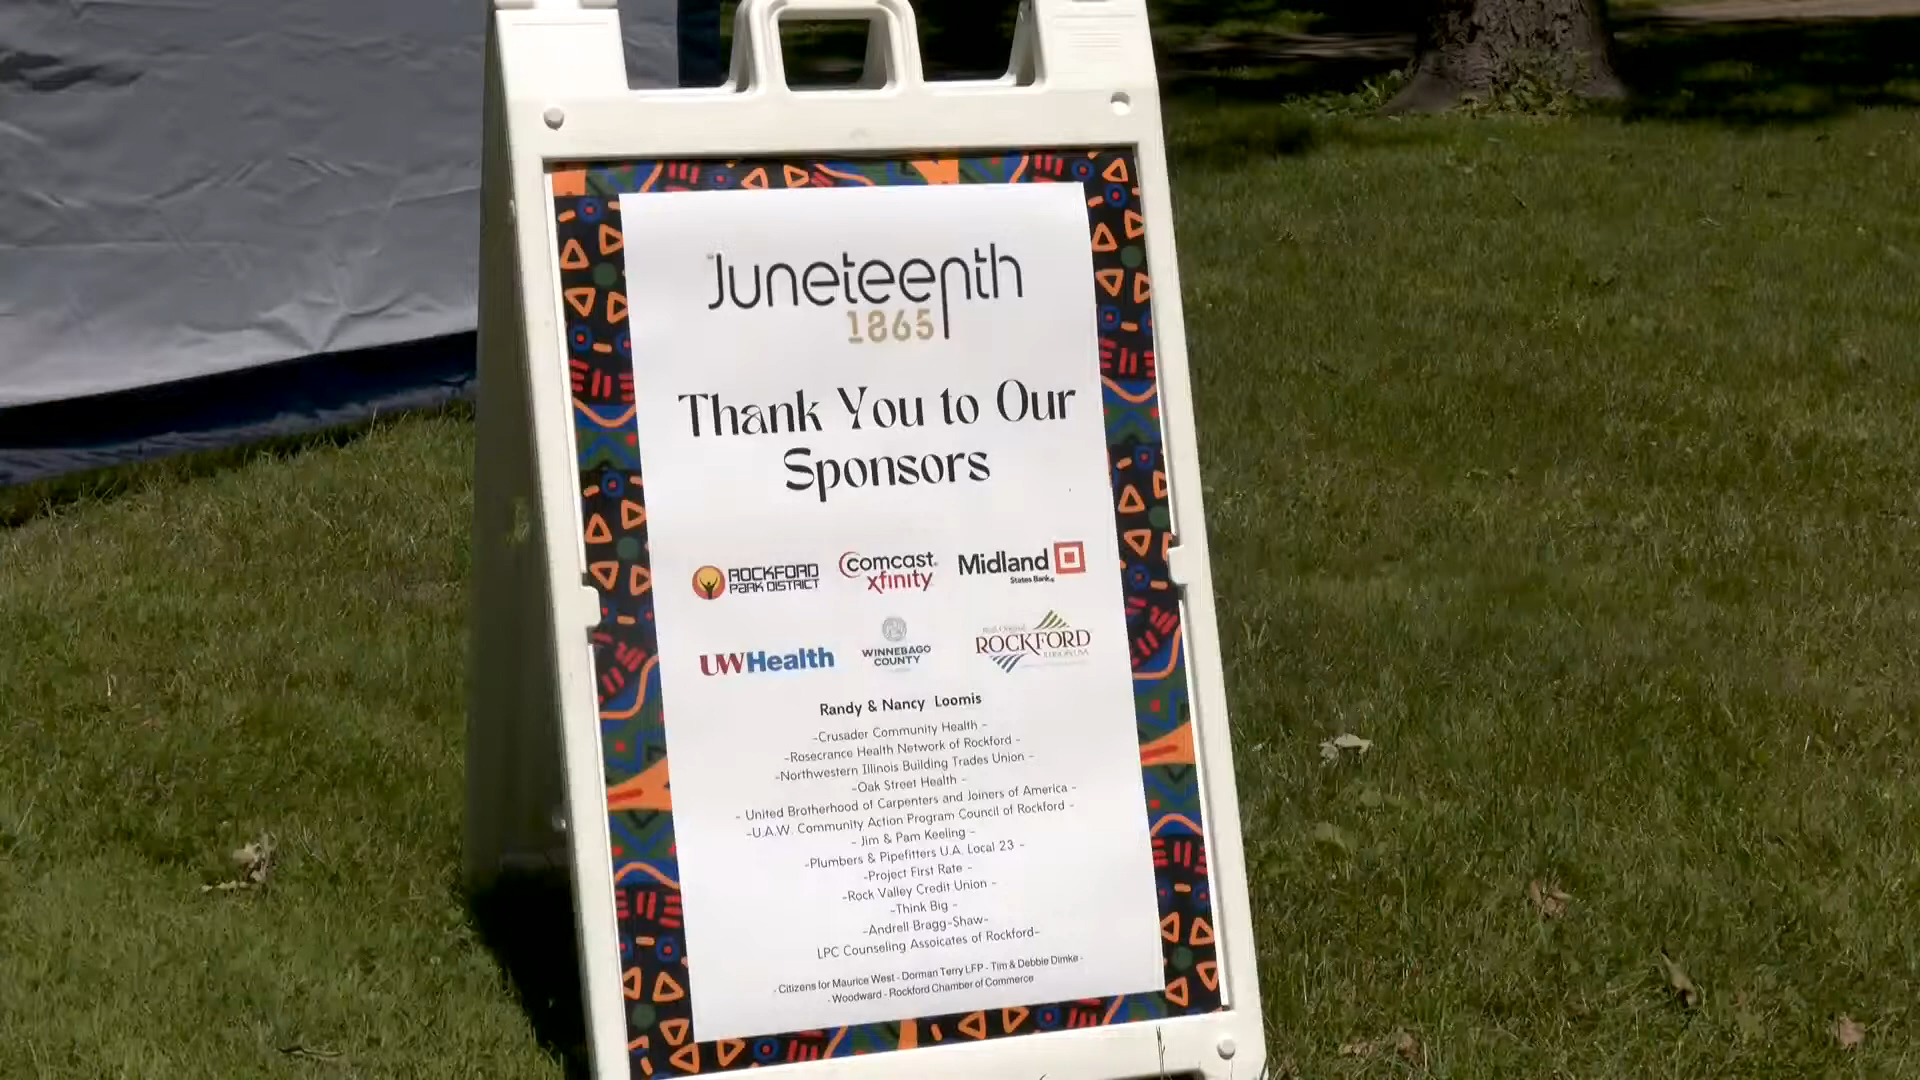 Juneteenth
1865
Thank You to Our
Sponsors
ROCKFORD
PARK DISTRICT
comcast
xfinity
Midland
States Bank
UWHealth
WINNEBAGO
COUNTY
ROCKFORD
Randy & Nancy Loomis
-Crusader Community Health -
-Rosecrance Health Network of Rockford -
-Northwestern Illinois Building Trades Union -
-Oak Street Health -
- United Brotherhood of Carpenters and Joiners of America -
-U.A.W. Community Action Program Council of Rockford -
- Jim & Pam Keeling -
-Plumbers & Pipefitters U.A. Local 23 -
-Project First Rate -
-Rock Valley Credit Union -
-Think Big -
-Andrell Bragg-Shaw-
LPC Counseling Assoicates of Rockford-
- Citizens for Maurice West - Dorman Terry LFP - Tim & Debbie Dimke -
- Woodward - Rockford Chamber of Commerce